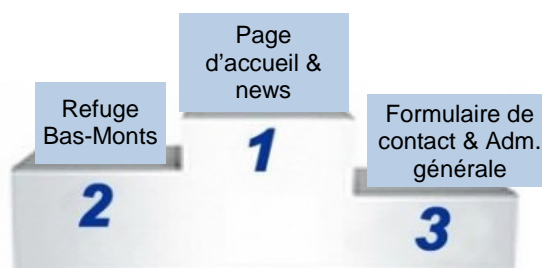 Page
d’accueil &
news
Refuge
Bas-Monts
Formulaire de
contact & Adm.
générale
1
2
3